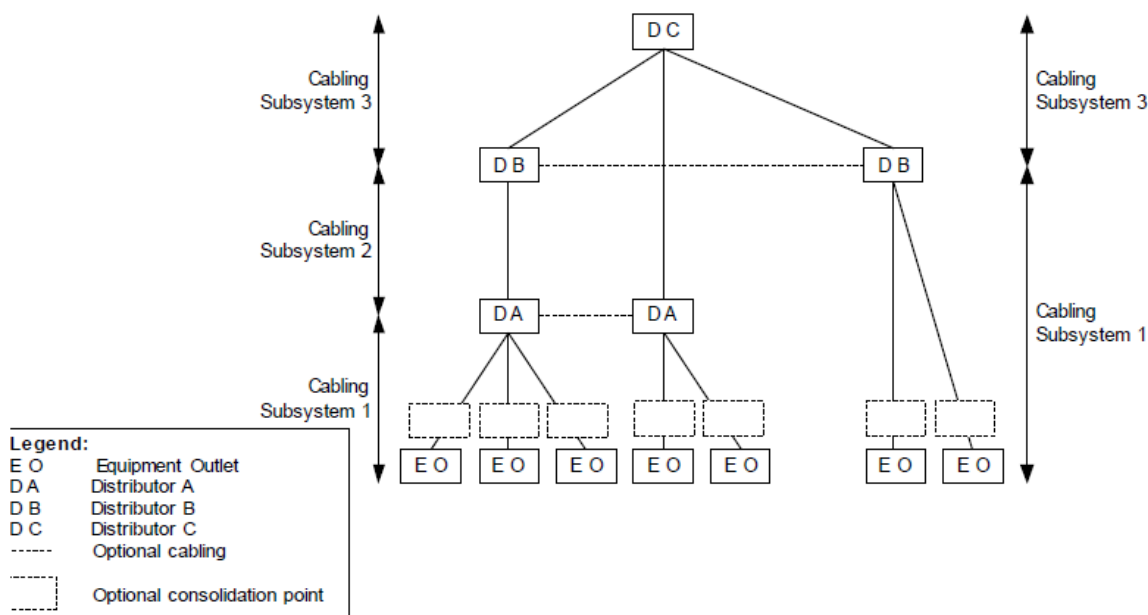 D C
Cabling
Subsystem 3
Cabling
Subsystem 3
D B
D B
Cabling
Subsystem 2
D A
D A
Cabling
Subsystem 1
Cabling
Subsystem 1
E O
E O
E O
E O
E O
E O
E O
Legend:
E O Equipment Outlet
D A Distributor A
D B Distributor B
D C Distributor C
Optional cabling
Optional consolidation point